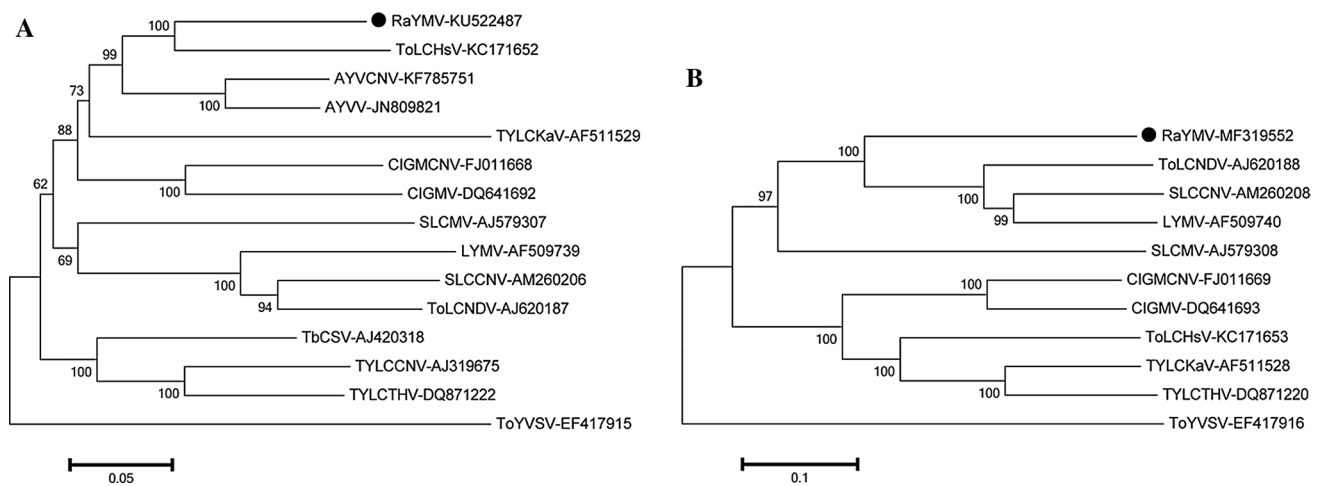 A
RaYMV-KU522487
ToLCHsV-KC171652
AYVCNV-KF785751
AYVV-JN809821
TYLCKaV-AF511529
ClGMCNV-FJ011668
ClGMV-DQ641692
SLCMV-AJ579307
LYMV-AF509739
SLCCNV-AM260206
ToLCNDV-AJ620187
TbCSV-AJ420318
TYLCCNV-AJ319675
TYLCTHV-DQ871222
ToYVSV-EF417915
100
99
100
73
88
100
62
69
100
94
100
100
0.05
B
RaYMV-MF319552
ToLCNDV-AJ620188
SLCCNV-AM260208
LYMV-AF509740
SLCMV-AJ579308
ClGMCNV-FJ011669
ClGMV-DQ641693
ToLCHsV-KC171653
TYLCKaV-AF511528
TYLCTHV-DQ871220
ToYVSV-EF417916
100
100
97
99
100
100
100
100
0.1